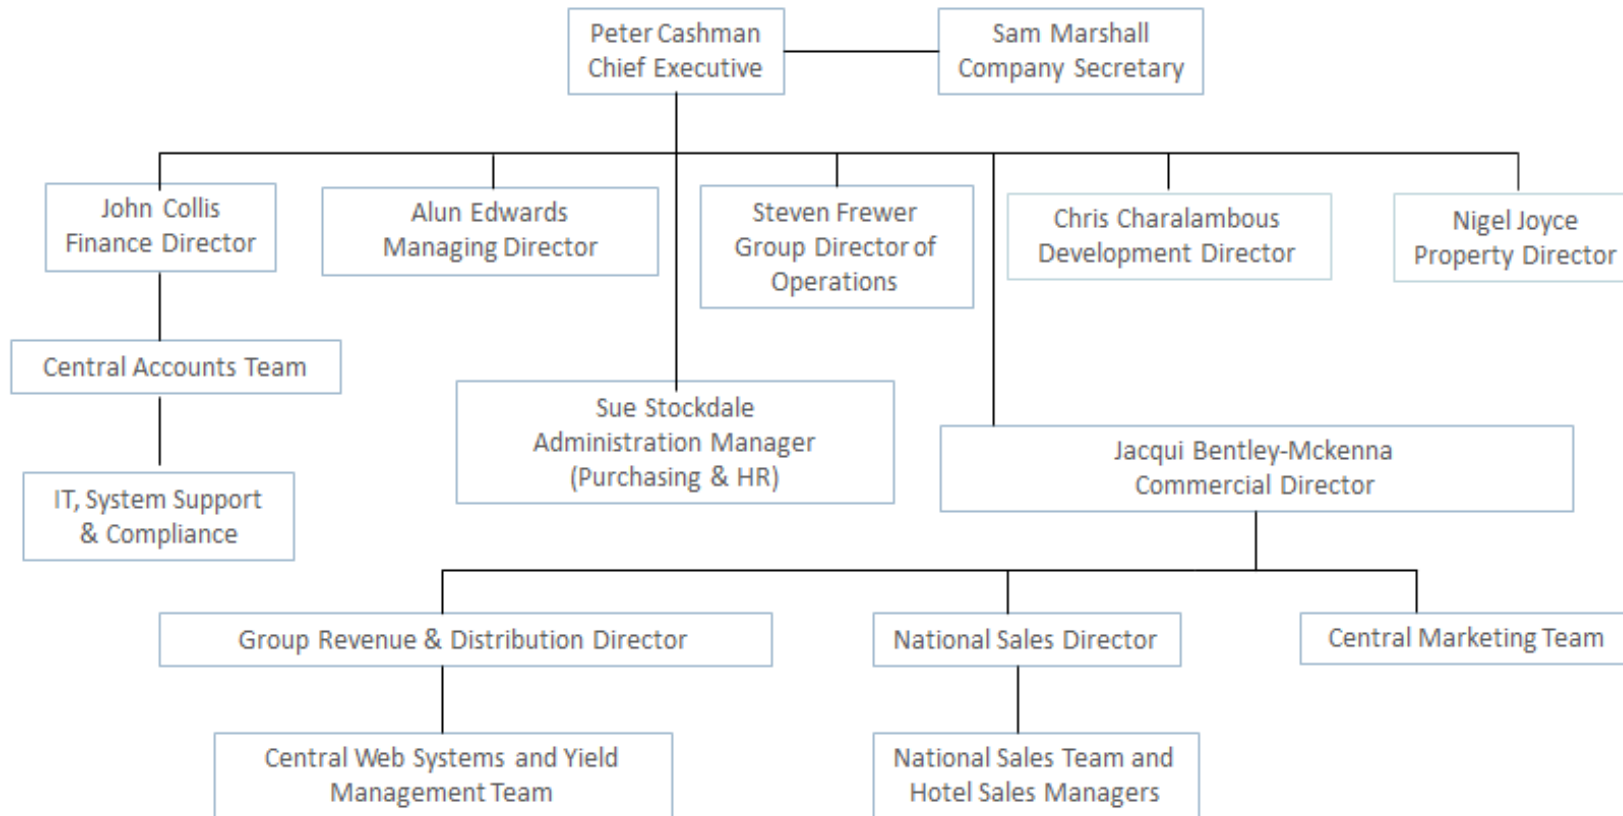 Peter Cashman
Chief Executive
Sam Marshall
Company Secretary
John Collis
Finance Director
Alun Edwards
Managing Director
Steven Frewer
Group Director of
Operations
Chris Charalambous
Development Director
Nigel Joyce
Property Director
Central Accounts Team
Sue Stockdale
Administration Manager
(Purchasing & HR)
Jacqui Bentley-Mckenna
Commercial Director
IT, System Support
& Compliance
Group Revenue & Distribution Director
National Sales Director
Central Marketing Team
Central Web Systems and Yield
Management Team
National Sales Team and
Hotel Sales Managers